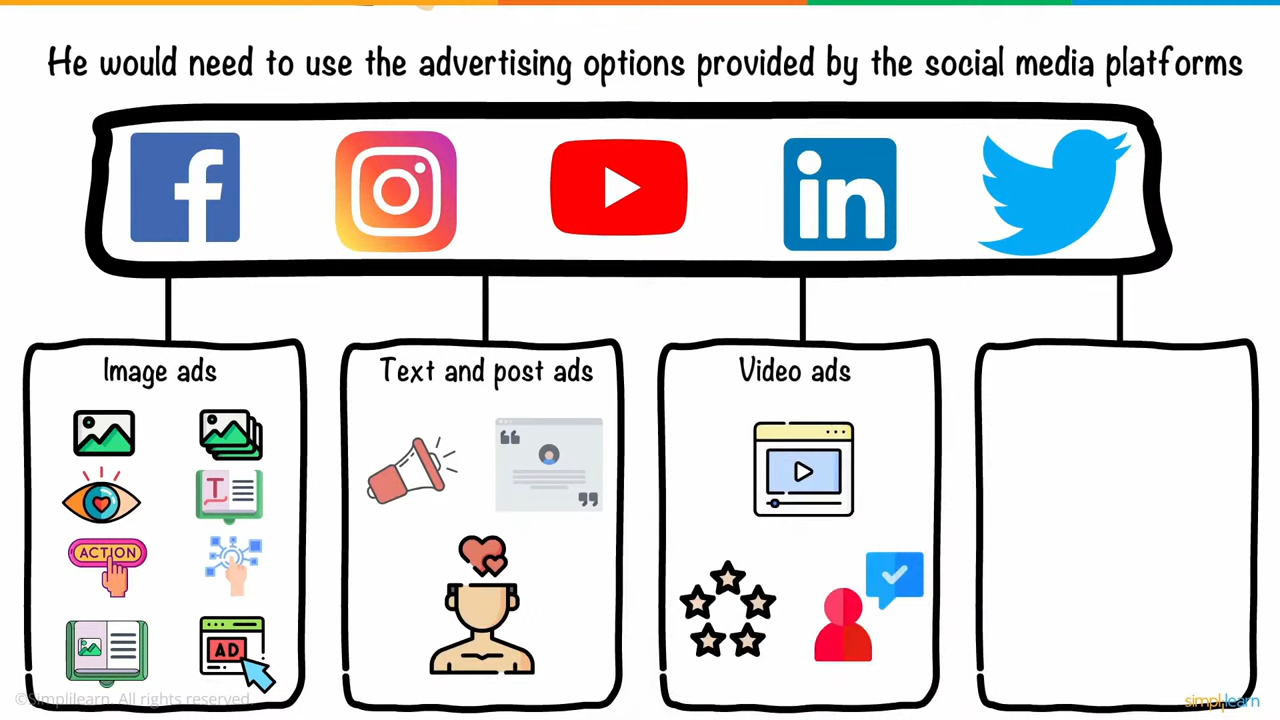 He would need to use the advertising options provided by the social media platforms
f
in
Image ads
Text and post ads
Video ads
T
ACTION
AD
©Simplilearn. All rights reserved.
simplilearn